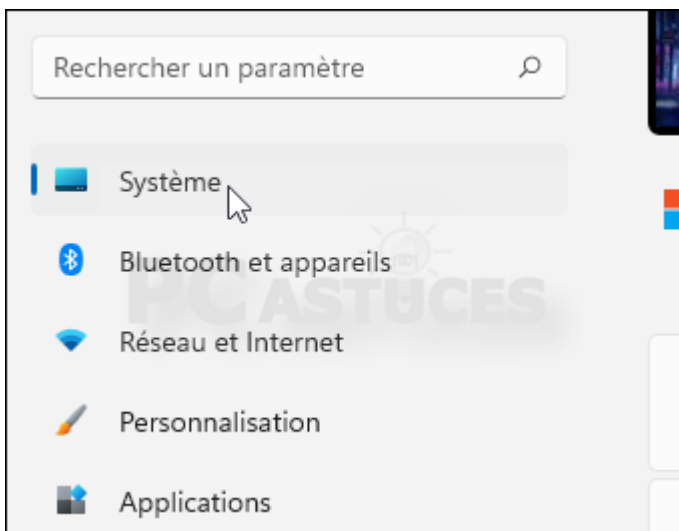 Rechercher un paramètre
Système
Bluetooth et appareils
PC ASTUCES
Réseau et Internet
Personnalisation
Applications